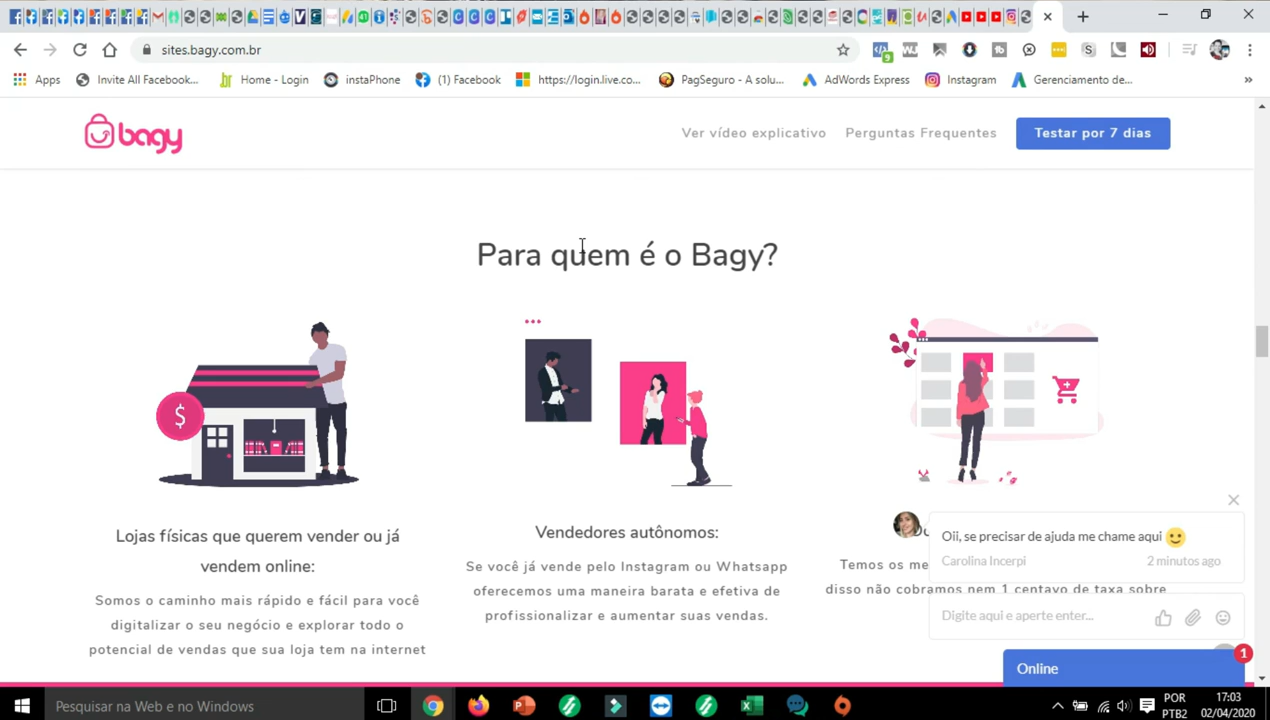 sites.bagy.com.br
Apps
Invite All Facebook...
Home - Login
instaPhone
(1) Facebook
https://login.live.co...
PagSeguro - A solu...
AdWords Express
Instagram
Gerenciamento de...
»
bagy
Ver vídeo explicativo
Perguntas Frequentes
Testar por 7 dias
Para quem é o Bagy?
$
Lojas físicas que querem vender ou já
vendem online:
Somos o caminho mais rápido e fácil para você
digitalizar o seu negócio e explorar todo o
potencial de vendas que sua loja tem na internet
Vendedores autônomos:
Se você já vende pelo Instagram ou Whatsapp
oferecemos uma maneira barata e efetiva de
profissionalizar e aumentar suas vendas.
Temos os me
disso não cobramos nem 1 centavo de taxa sobre
Oii, se precisar de ajuda me chame aqui
Carolina Incerpi
2 minutos ago
Digite aqui e aperte enter...
Online
1
Pesquisar na Web e no Windows
POR
PTB2
17:03
02/04/2020